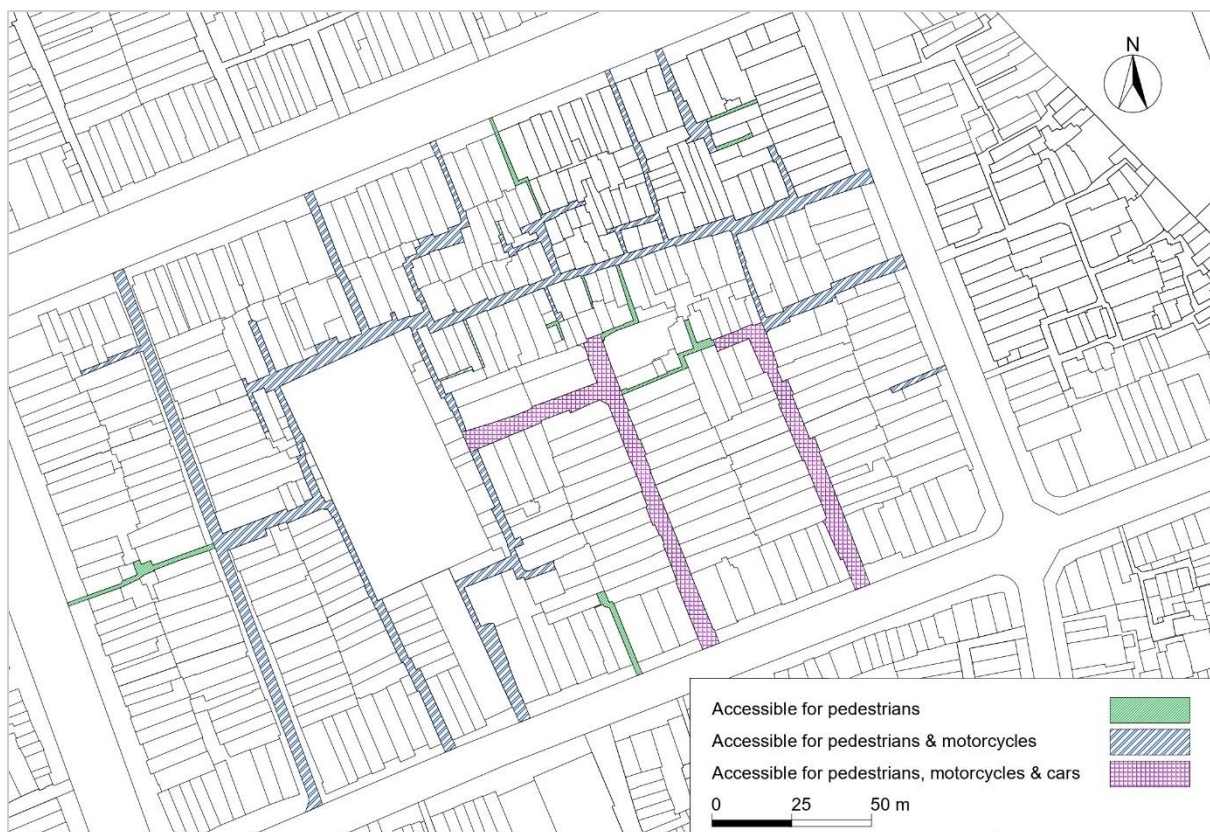 N
Accessible for pedestrians
Accessible for pedestrians & motorcycles
Accessible for pedestrians, motorcycles & cars
0 25 50 m